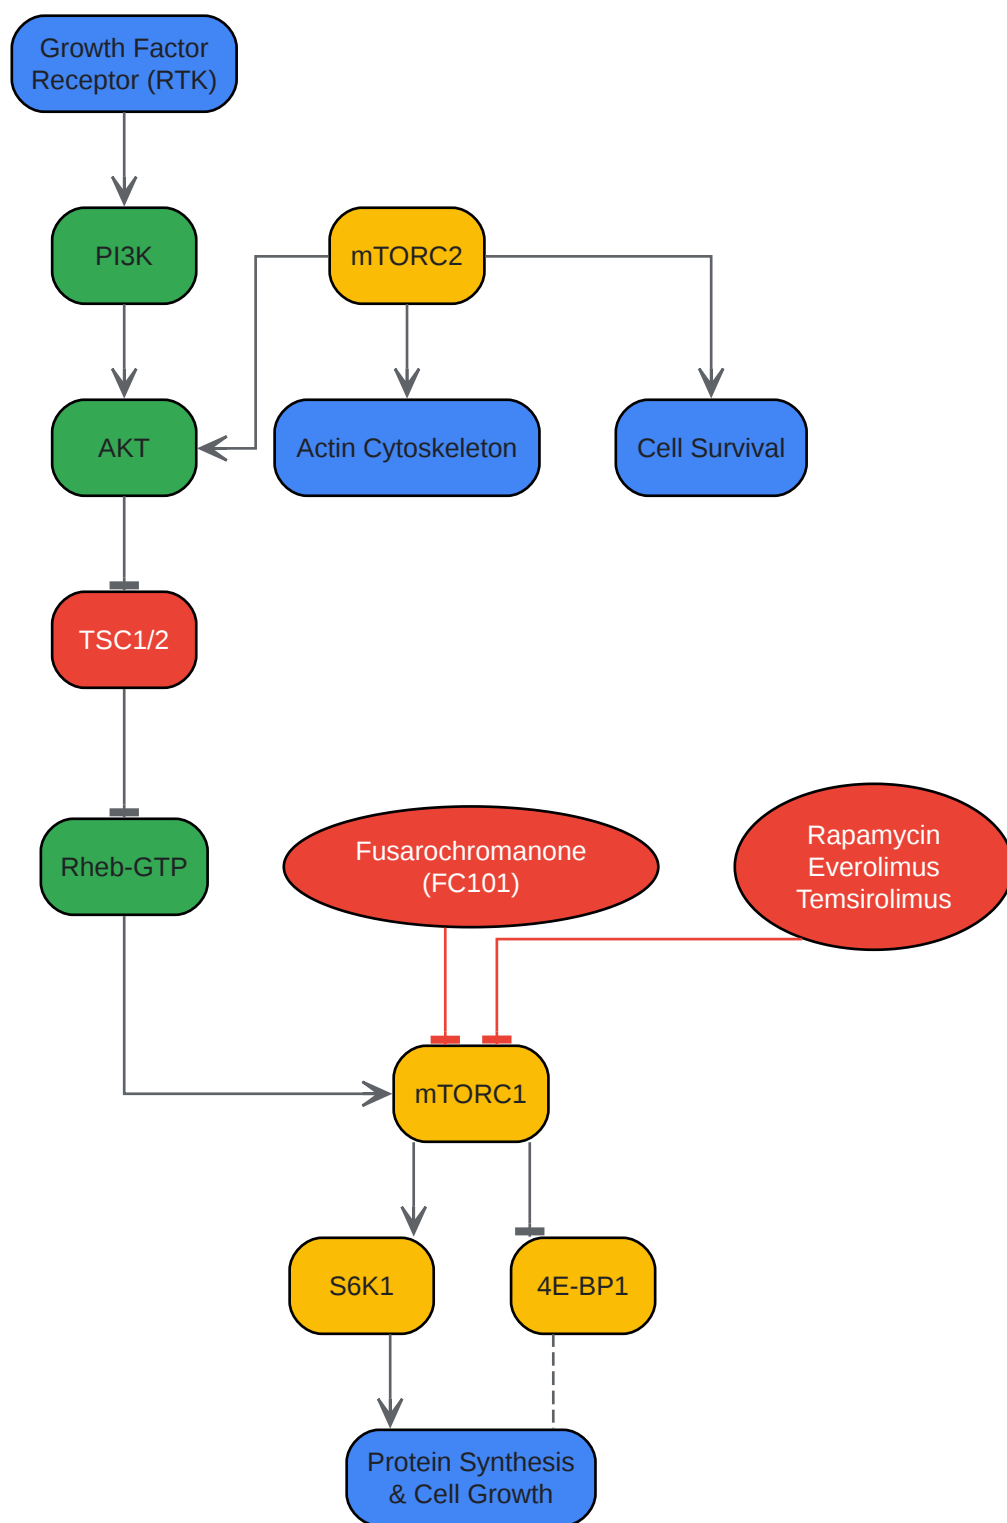 Growth Factor
Receptor (RTK)
PI3K
mTORC2
AKT
Actin Cytoskeleton
Cell Survival
TSC1/2
Rheb-GTP
Fusarochromanone
(FC101)
Rapamycin
Everolimus
Temsirolimus
mTORC1
S6K1
4E-BP1
Protein Synthesis
& Cell Growth